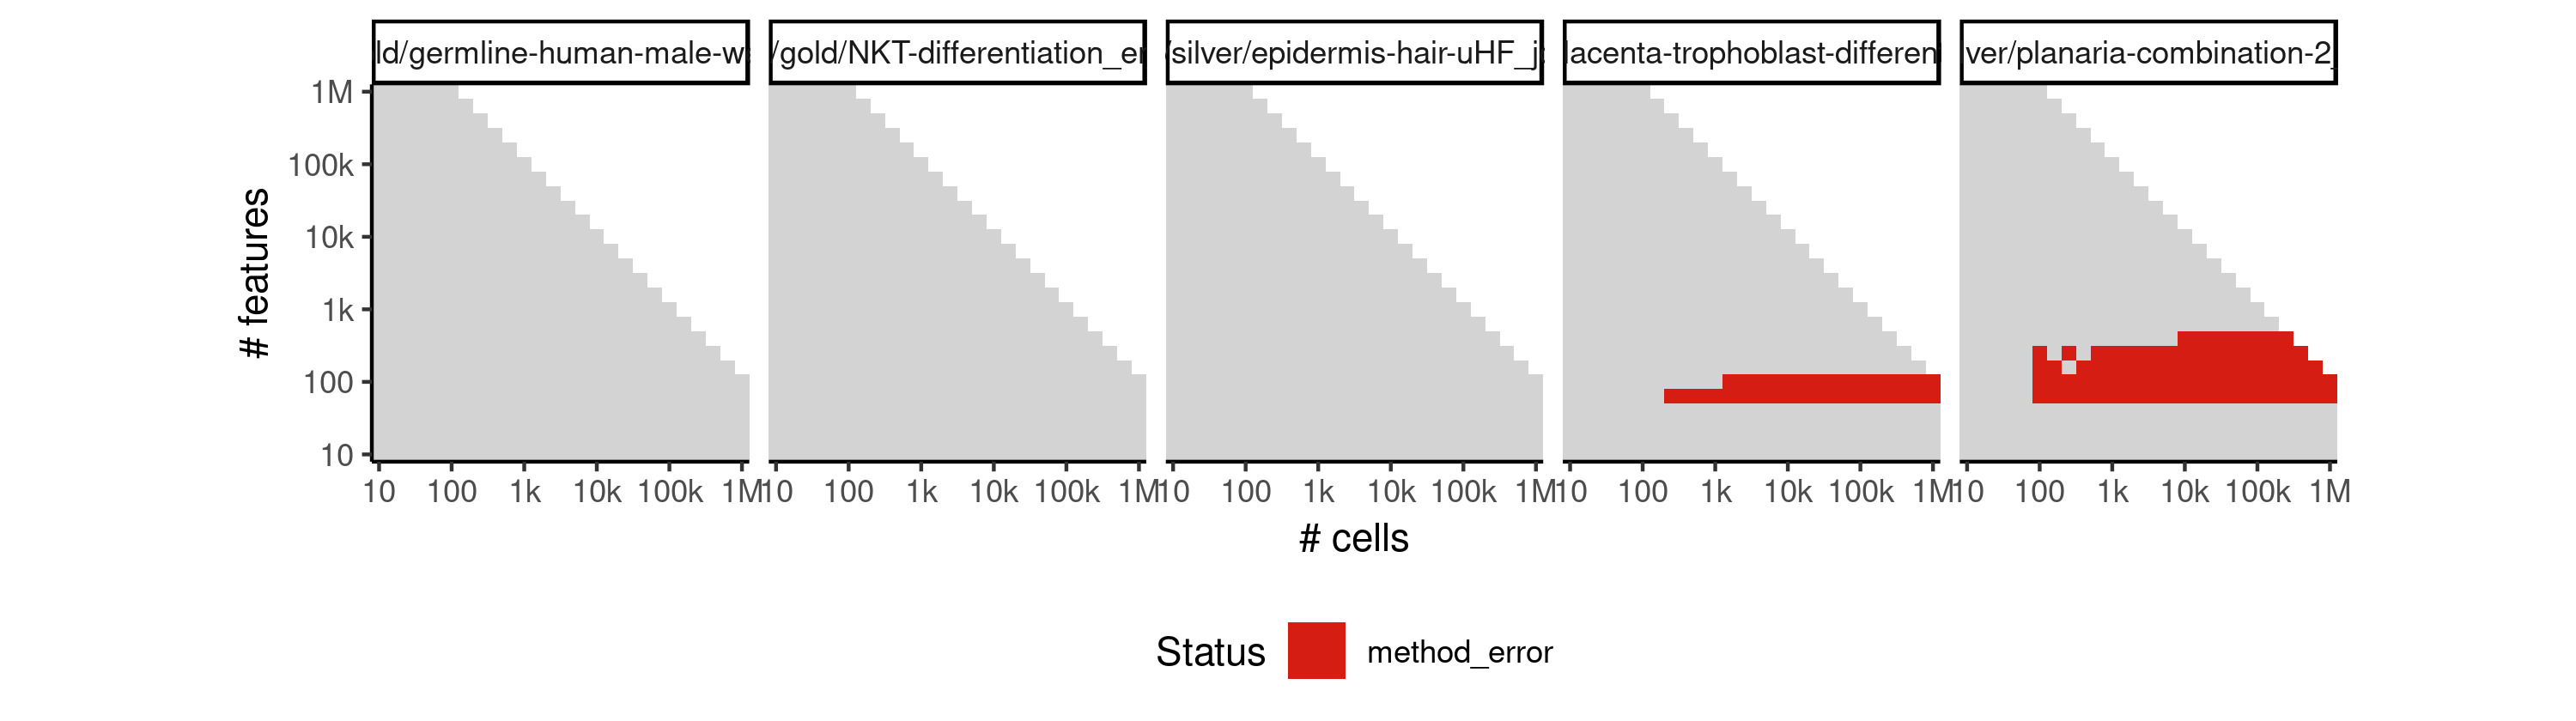 ld/germline-human-male-w
/gold/NKT-differentiation_er
/silver/epidermis-hair-uHF_j
lacenta-trophoblast-differen
ver/planaria-combination-2
# features
1M
100k
10k
1k
100
10
10 100 1k 10k 100k 1M
10 100 1k 10k 100k 1M
10 100 1k 10k 100k 1M
10 100 1k 10k 100k 1M
10 100 1k 10k 100k 1M
# cells
Status method_error